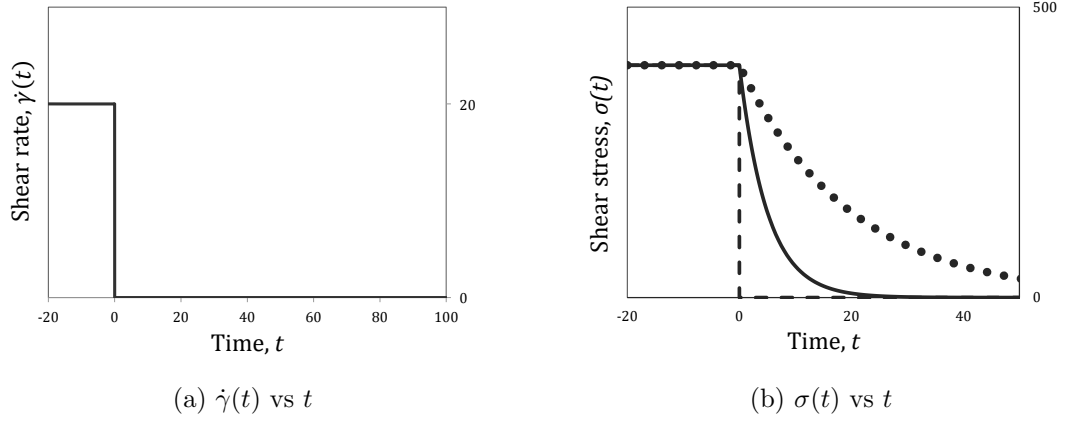 Shear rate, γ̇(t)
20
0
-20 0 20 40 60 80 100
Time, t
(a) γ̇(t) vs t
500
Shear stress, σ(t)
0
-20 0 20 40
Time, t
(b) σ(t) vs t